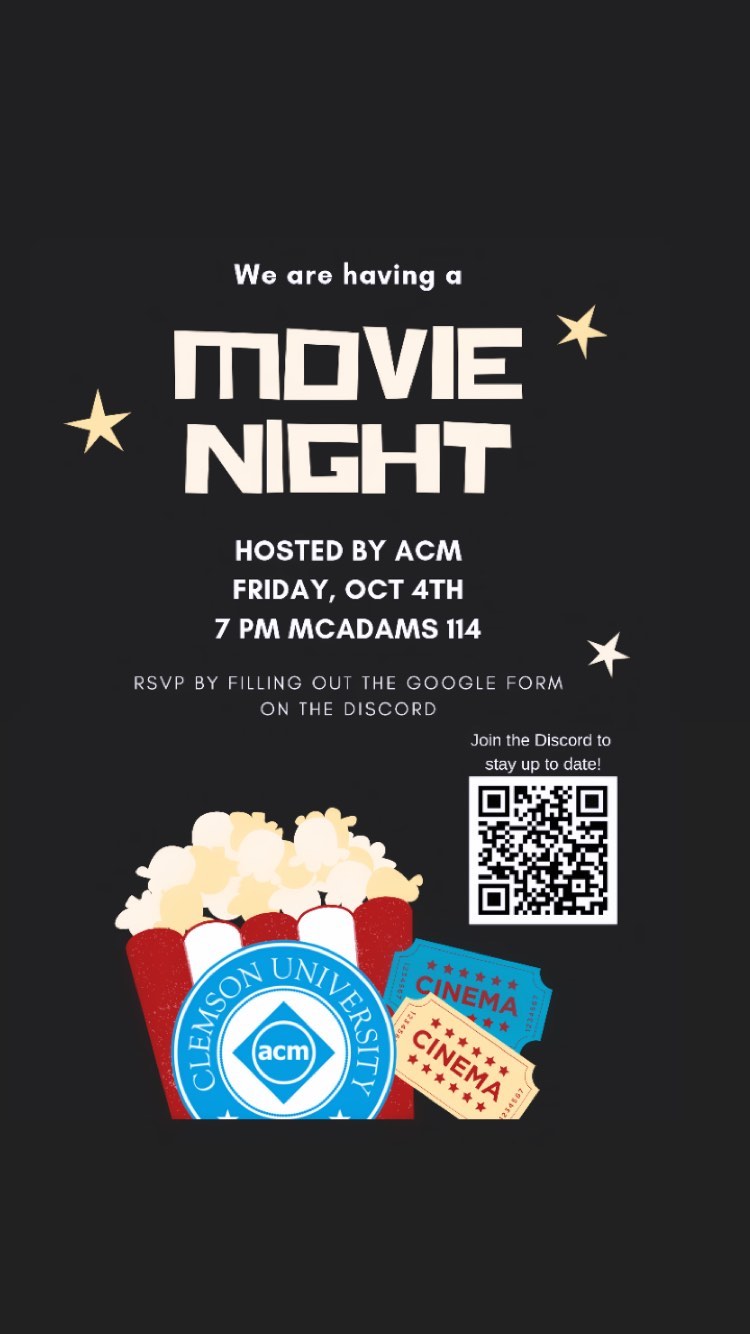 We are having a
MOVIE
NIGHT
HOSTED BY ACM
FRIDAY, OCT 4TH
7 PM MCADAMS 114
RSVP BY FILLING OUT THE GOOGLE FORM
ON THE DISCORD
Join the Discord to
stay up to date!
CLEMSON UNIVERSITY
acm
CINEMA
1234567
CINEMA
1234567